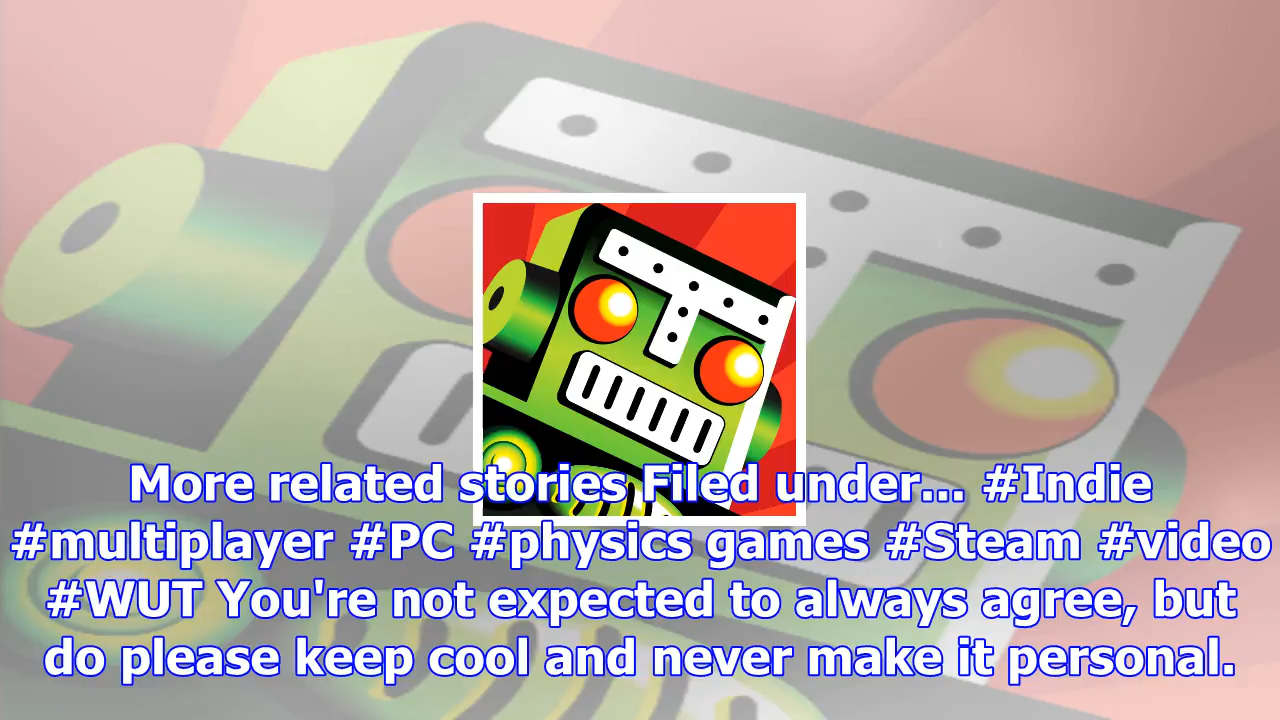 More related stories Filed under... #Indie
#multiplayer #PC #physics games #Steam #video
#WUT You're not expected to always agree, but
do please keep cool and never make it personal.